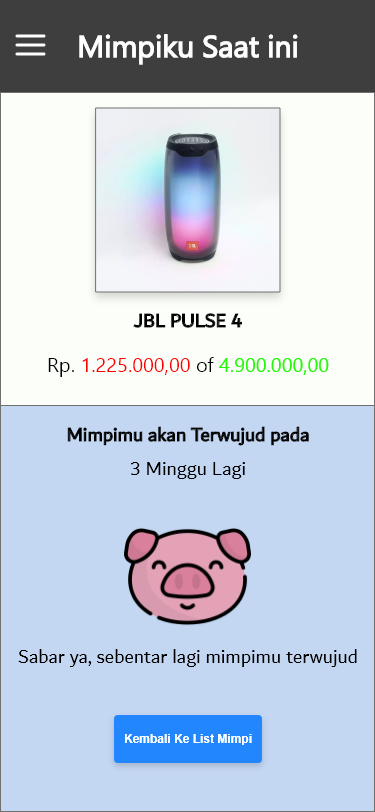 Mimpiku Saat ini
JBL
JBL PULSE 4
Rp. 1.225.000,00 of 4.900.000,00
Mimpimu akan Terwujud pada
3 Minggu Lagi
Sabar ya, sebentar lagi mimpimu terwujud
Kembali Ke List Mimpi